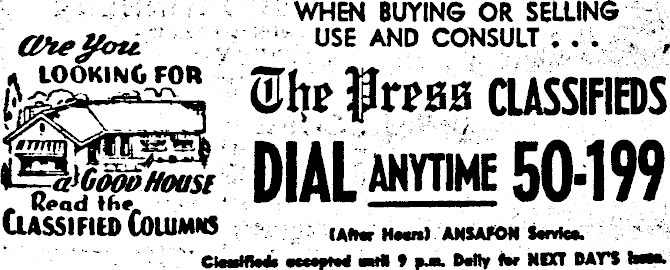 are You
LOOKING FOR
a GOOD HOUSE
Read the
CLASSIFIED COLUMNS
WHEN BUYING OR SELLING
USE AND CONSULT . . .
The Press CLASSIFIEDS
DIAL ANYTIME 50-199
(After Hours) ANSAFON Service.
Classifieds accepted until 9 p.m. Daily for NEXT DAY'S Issue.